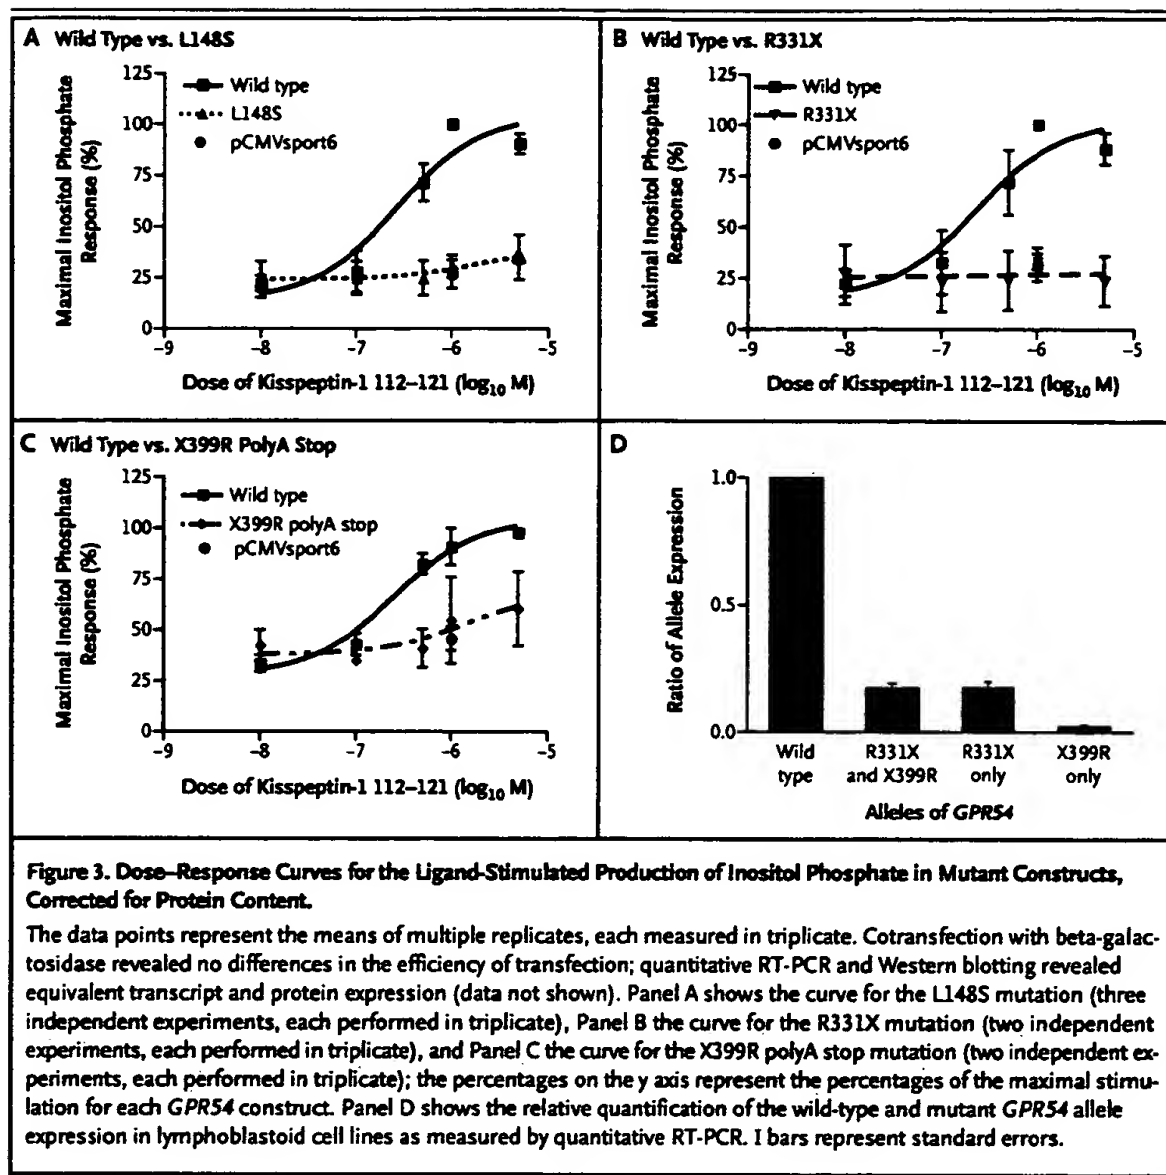 A Wild Type vs. L148S
125
100
75
50
25
0
Maximal Inositol Phosphate
Response (%)
Wild type
L148S
pCMVsport6
-9
-8
-7
-6
-5
Dose of Kisspeptin-1 112–121 (log10 M)
B Wild Type vs. R331X
125
100
75
50
25
0
Maximal Inositol Phosphate
Response (%)
Wild type
R331X
pCMVsport6
-9
-8
-7
-6
-5
Dose of Kisspeptin-1 112–121 (log10 M)
C Wild Type vs. X399R PolyA Stop
125
100
75
50
25
0
Maximal Inositol Phosphate
Response (%)
Wild type
X399R polyA stop
pCMVsport6
-9
-8
-7
-6
-5
Dose of Kisspeptin-1 112–121 (log10 M)
D
1.0
0.5
0.0
Ratio of Allele Expression
Wild
type
R331X
and X399R
R331X
only
X399R
only
Alleles of GPR54
Figure 3. Dose–Response Curves for the Ligand-Stimulated Production of Inositol Phosphate in Mutant Constructs,
Corrected for Protein Content.
The data points represent the means of multiple replicates, each measured in triplicate. Cotransfection with beta-galac-
tosidase revealed no differences in the efficiency of transfection; quantitative RT-PCR and Western blotting revealed
equivalent transcript and protein expression (data not shown). Panel A shows the curve for the L148S mutation (three
independent experiments, each performed in triplicate), Panel B the curve for the R331X mutation (two independent
experiments, each performed in triplicate), and Panel C the curve for the X399R polyA stop mutation (two independent ex-
periments, each performed in triplicate); the percentages on the y axis represent the percentages of the maximal stimu-
lation for each GPR54 construct. Panel D shows the relative quantification of the wild-type and mutant GPR54 allele
expression in lymphoblastoid cell lines as measured by quantitative RT-PCR. I bars represent standard errors.